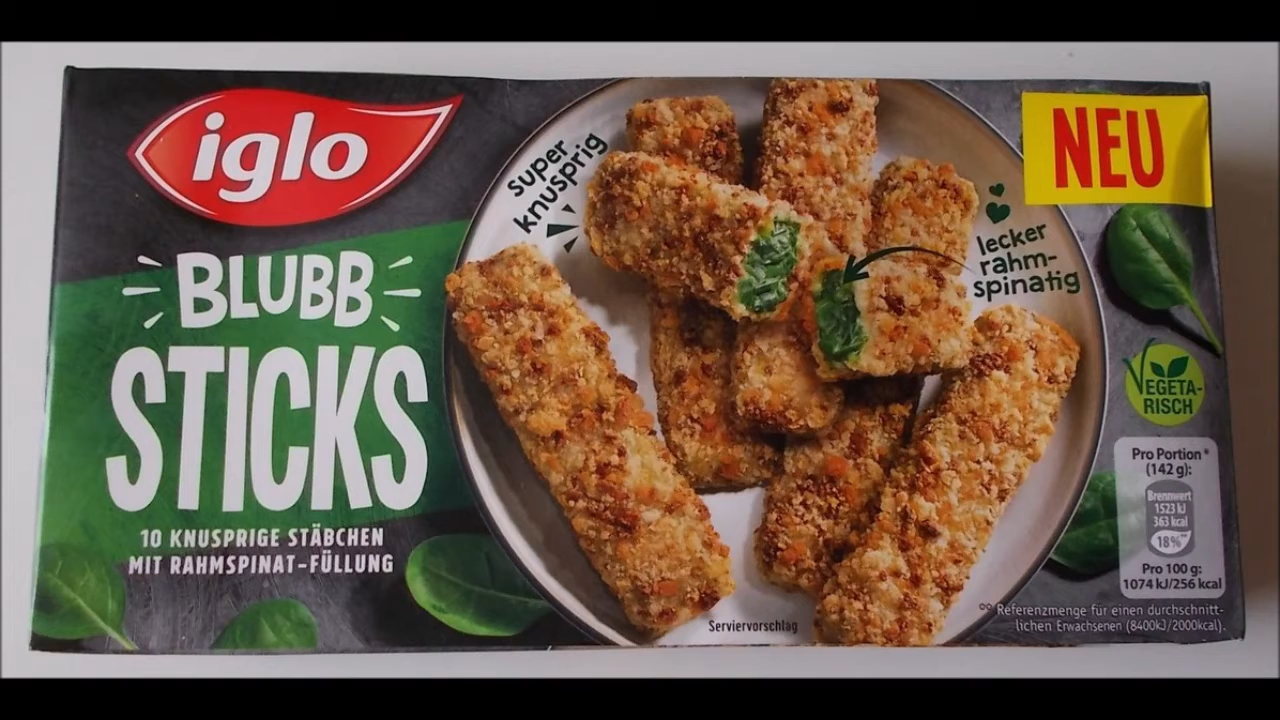 iglo
BLUBB
STICKS
10 KNUSPRIGE STÄBCHEN
MIT RAHMSPINAT-FÜLLUNG
super
knusprig
lecker
rahm-
spinatig
NEU
VEGETA-
RISCH
Pro Portion*
(142 g):
Brennwert
1523 kJ
363 kcal
18%**
Pro 100 g:
1074 kJ/256 kcal
Serviervorschlag
** Referenzmenge für einen durchschnitt-
lichen Erwachsenen (8400kJ/2000kcal).